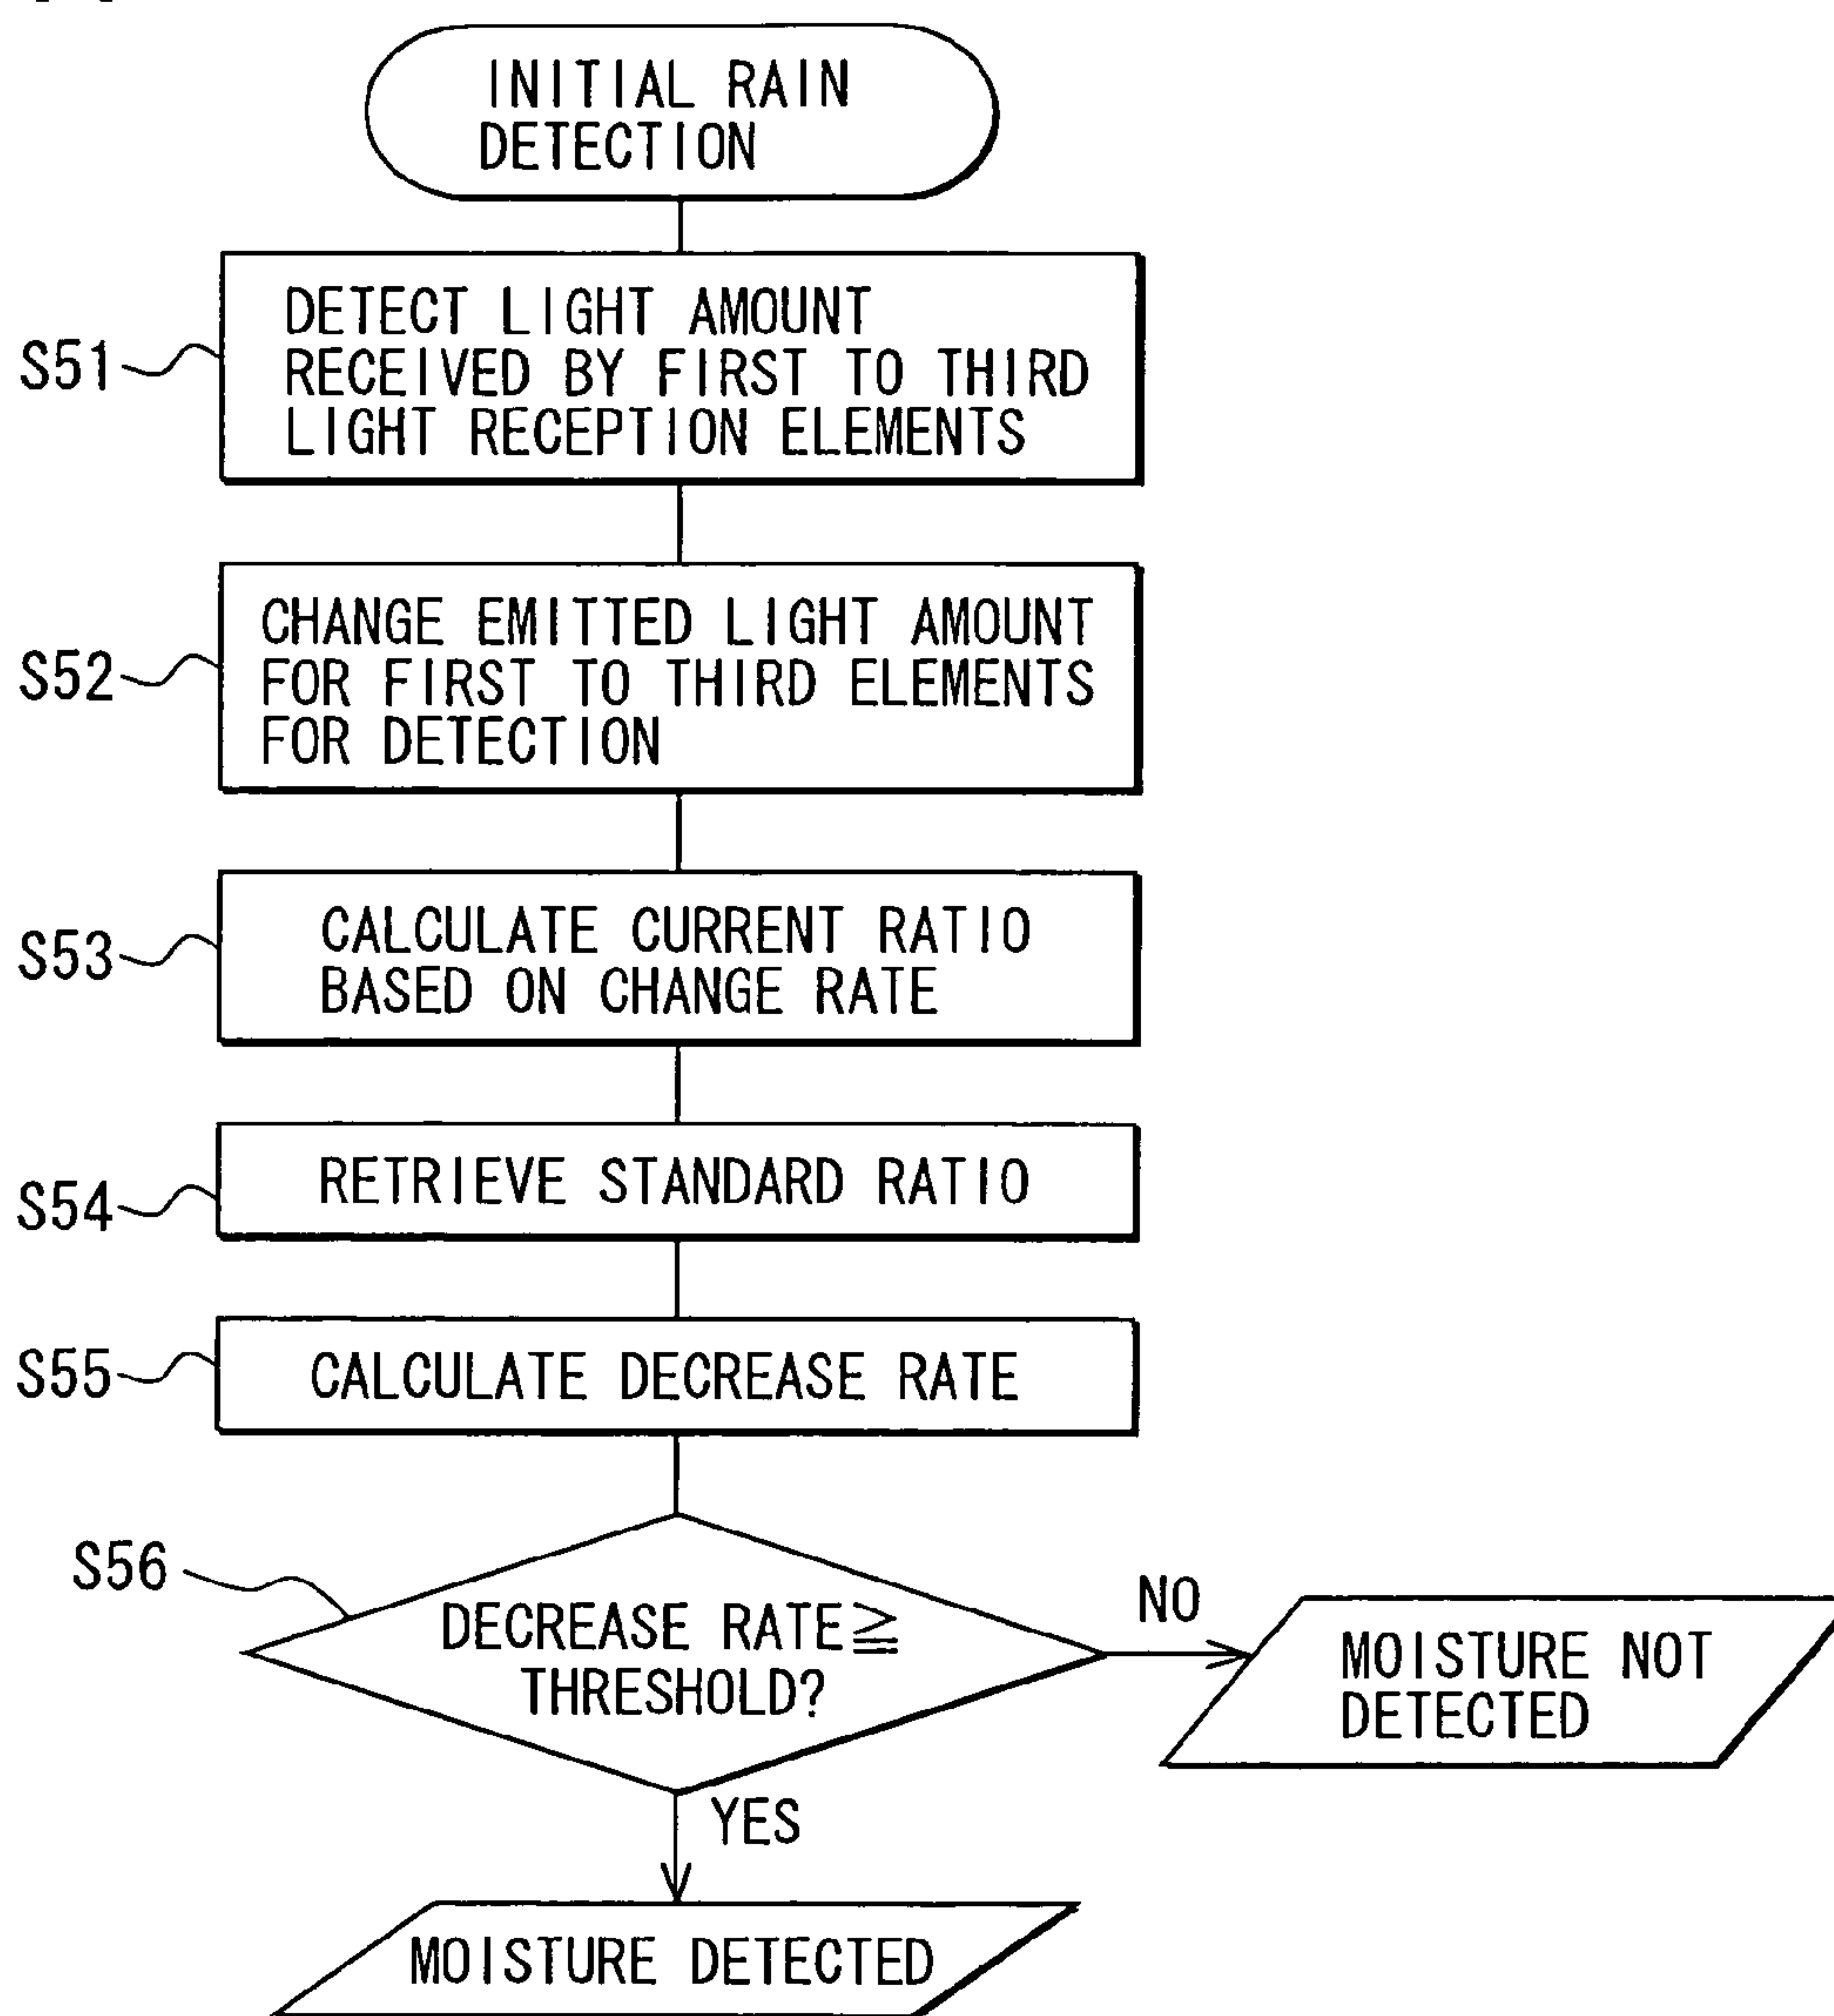 INITIAL RAIN
DETECTION
S51
DETECT LIGHT AMOUNT
RECEIVED BY FIRST TO THIRD
LIGHT RECEPTION ELEMENTS
S52
CHANGE EMITTED LIGHT AMOUNT
FOR FIRST TO THIRD ELEMENTS
FOR DETECTION
S53
CALCULATE CURRENT RATIO
BASED ON CHANGE RATE
S54
RETRIEVE STANDARD RATIO
S55
CALCULATE DECREASE RATE
S56
DECREASE RATE≧
THRESHOLD?
NO
MOISTURE NOT
DETECTED
YES
MOISTURE DETECTED